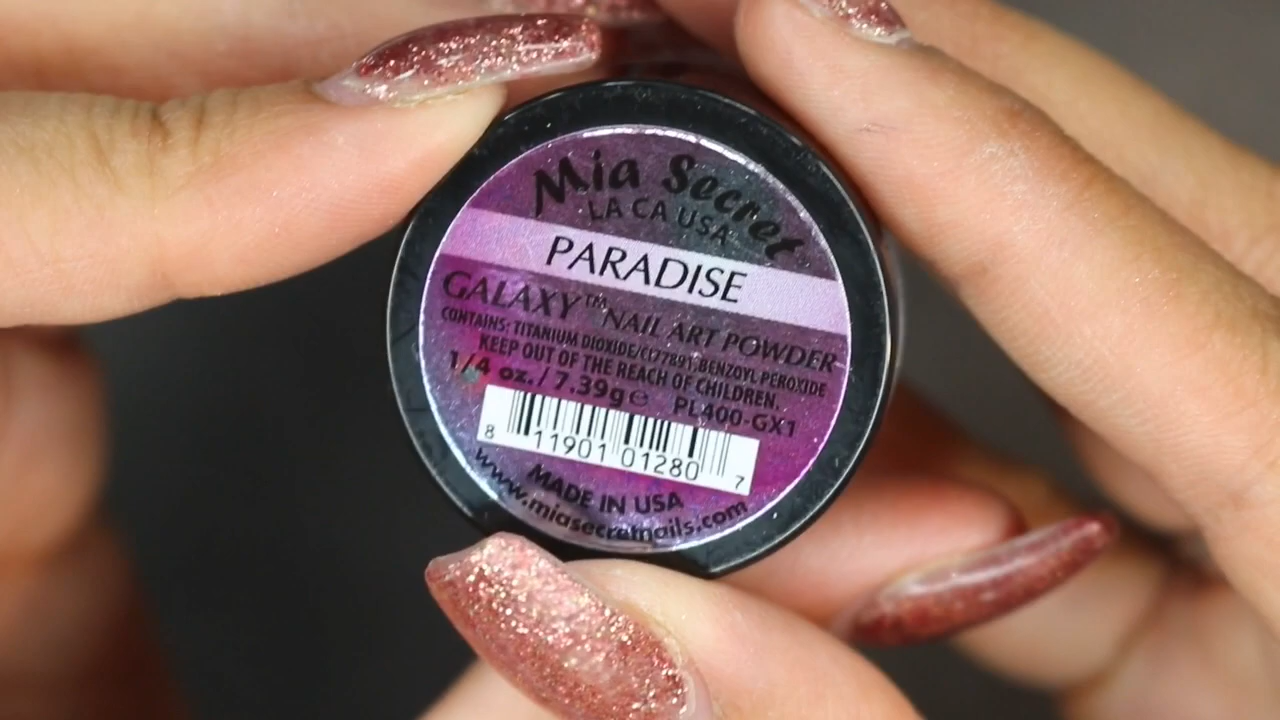 Mia Secret
LA CA USA
PARADISE
GALAXY™ NAIL ART POWDER
CONTAINS: TITANIUM DIOXIDE/CI77891, BENZOYL PEROXIDE
KEEP OUT OF THE REACH OF CHILDREN.
1/4 oz. / 7.39g℮ PL400-GX1
8 11901 01280 7
MADE IN USA
www.miasecretnails.com